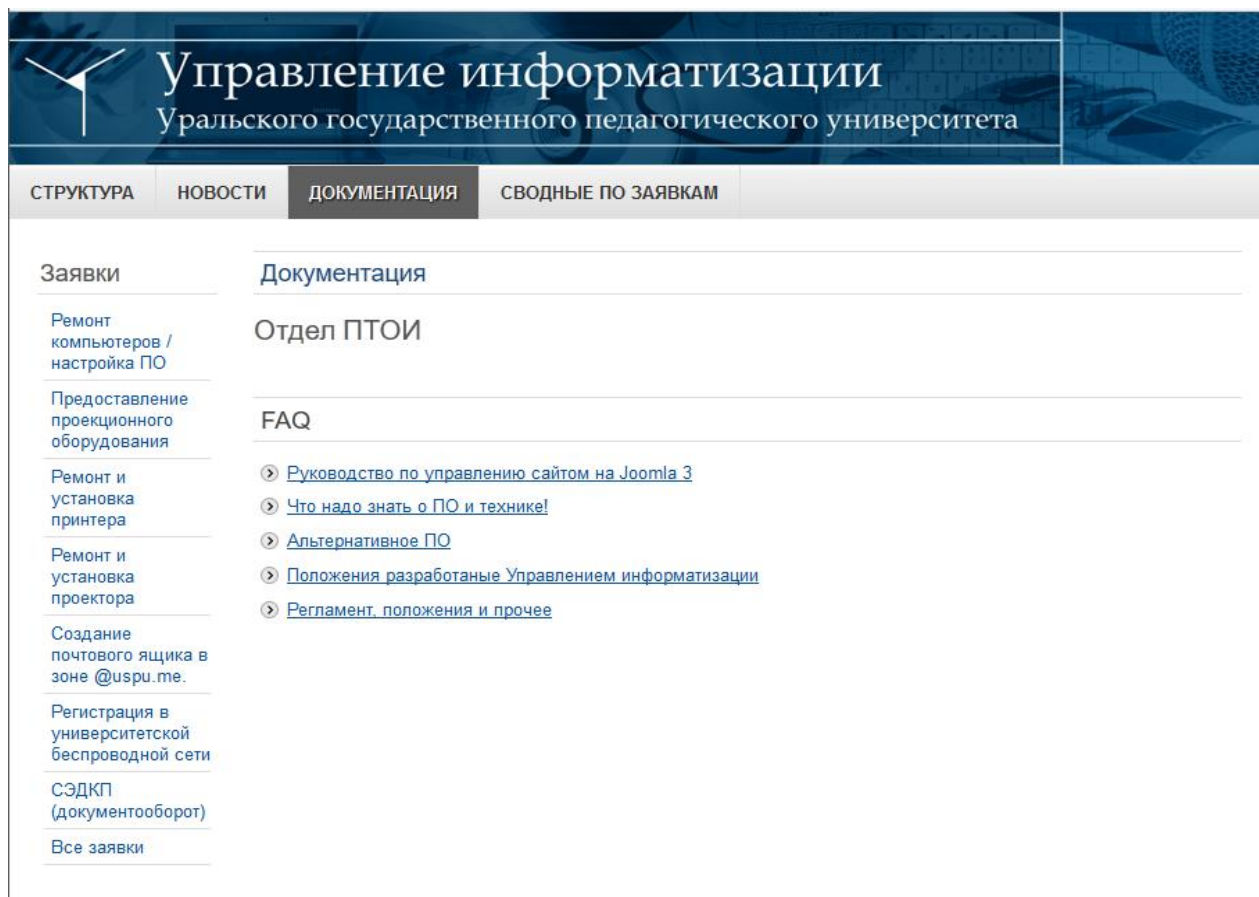 Управление информатизации
Уральского государственного педагогического университета
СТРУКТУРА НОВОСТИ ДОКУМЕНТАЦИЯ СВОДНЫЕ ПО ЗАЯВКАМ
Заявки
Ремонт
компьютеров /
настройка ПО
Предоставление
проекционного
оборудования
Ремонт и
установка
принтера
Ремонт и
установка
проектора
Создание
почтового ящика в
зоне @uspu.me.
Регистрация в
университетской
беспроводной сети
СЭДКП
(документооборот)
Все заявки
Документация
Отдел ПТОИ
FAQ
Руководство по управлению сайтом на Joomla 3
Что надо знать о ПО и технике!
Альтернативное ПО
Положения разработаные Управлением информатизации
Регламент, положения и прочее